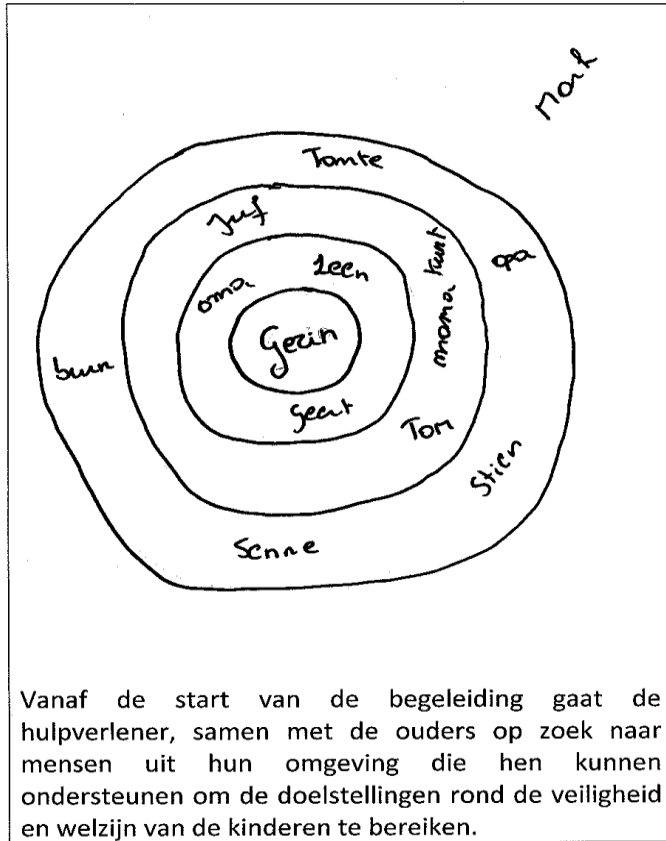 Mark
Tante
Juf
opa
Leen
oma
mama kurt
Gezin
buur
geert
Tom
Stien
Senne
Vanaf de start van de begeleiding gaat de
hulpverlener, samen met de ouders op zoek naar
mensen uit hun omgeving die hen kunnen
ondersteunen om de doelstellingen rond de veiligheid
en welzijn van de kinderen te bereiken.